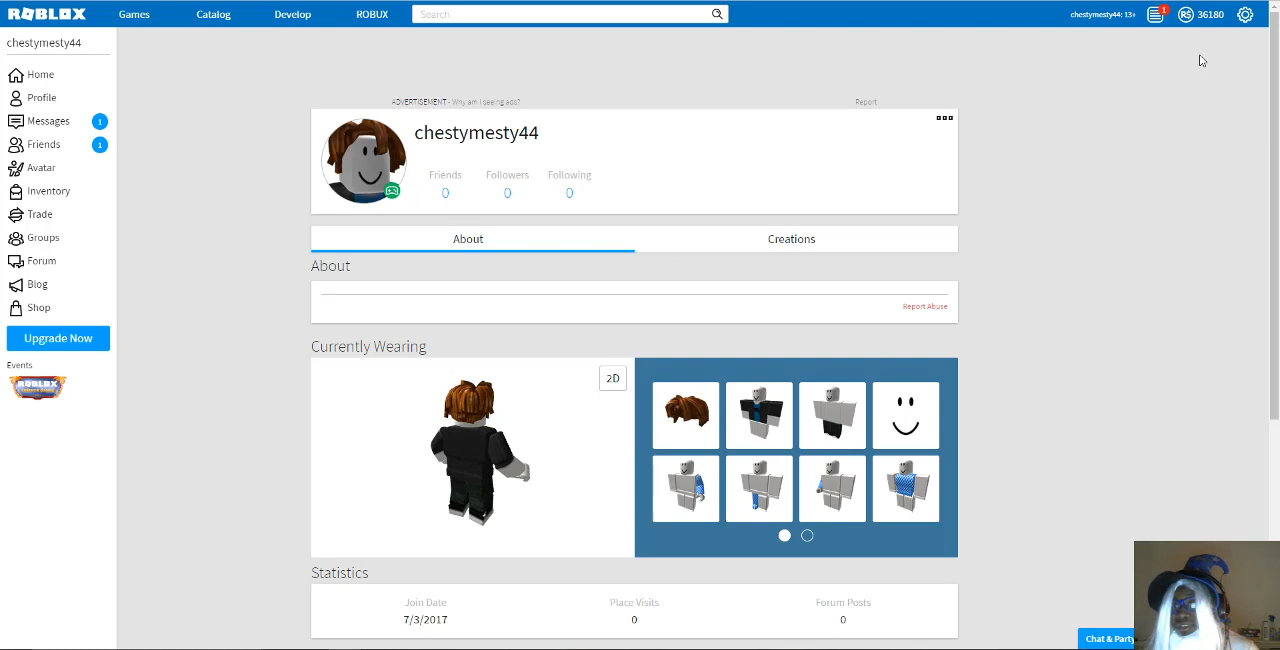 ROBLOX Games Catalog Develop ROBUX Search chestymesty44: 13+ 1 R$ 36180
chestymesty44
Home
Profile
Messages 1
Friends 1
Avatar
Inventory
Trade
Groups
Forum
Blog
Shop
Upgrade Now
Events
ROBLOX
ADVERTISEMENT - Why am I seeing ads? Report
chestymesty44
Friends Followers Following
0 0 0
About Creations
About
Report Abuse
Currently Wearing
2D
Statistics
Join Date Place Visits Forum Posts
7/3/2017 0 0
Chat & Party